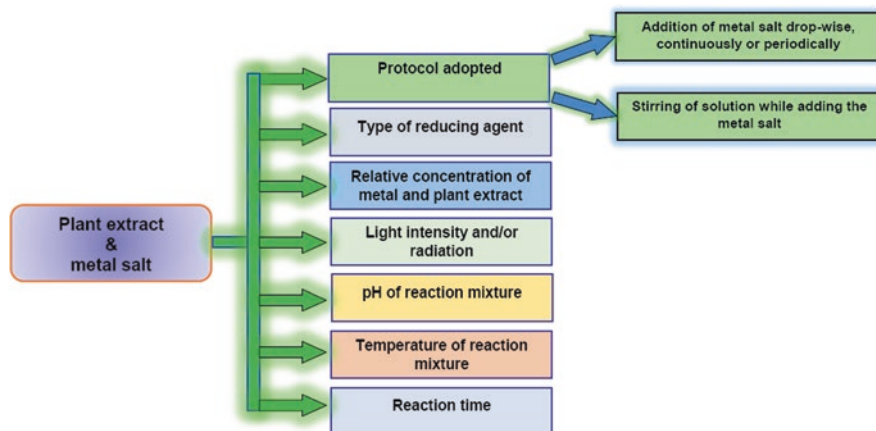 Plant extract
&
metal salt
Protocol adopted
Addition of metal salt drop-wise,
continuously or periodically
Stirring of solution while adding the
metal salt
Type of reducing agent
Relative concentration of
metal and plant extract
Light intensity and/or
radiation
pH of reaction mixture
Temperature of reaction
mixture
Reaction time